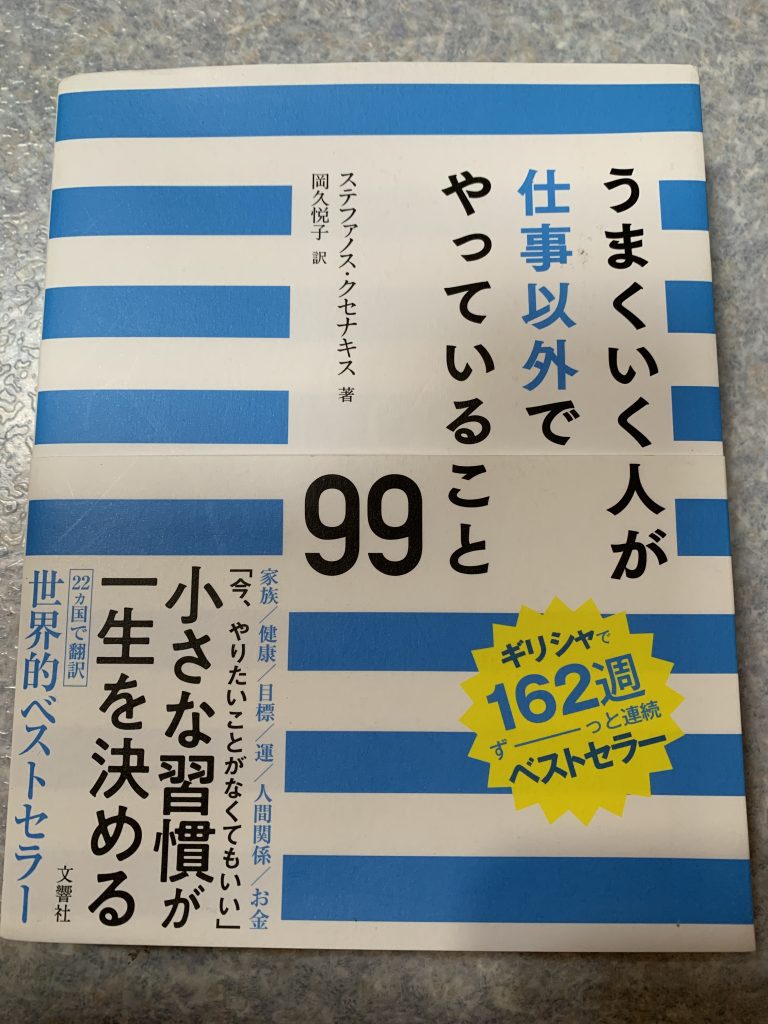 うまくいく人が
仕事以外で
やっていること
99
ステファノス・クセナキス 著
岡久悦子 訳
ギリシャで
162週
ず───っと連続
ベストセラー
家族／健康／目標／運／人間関係／お金
「今、やりたいことがなくてもいい」
小さな習慣が
一生を決める
22ヵ国で翻訳
世界的ベストセラー
文響社